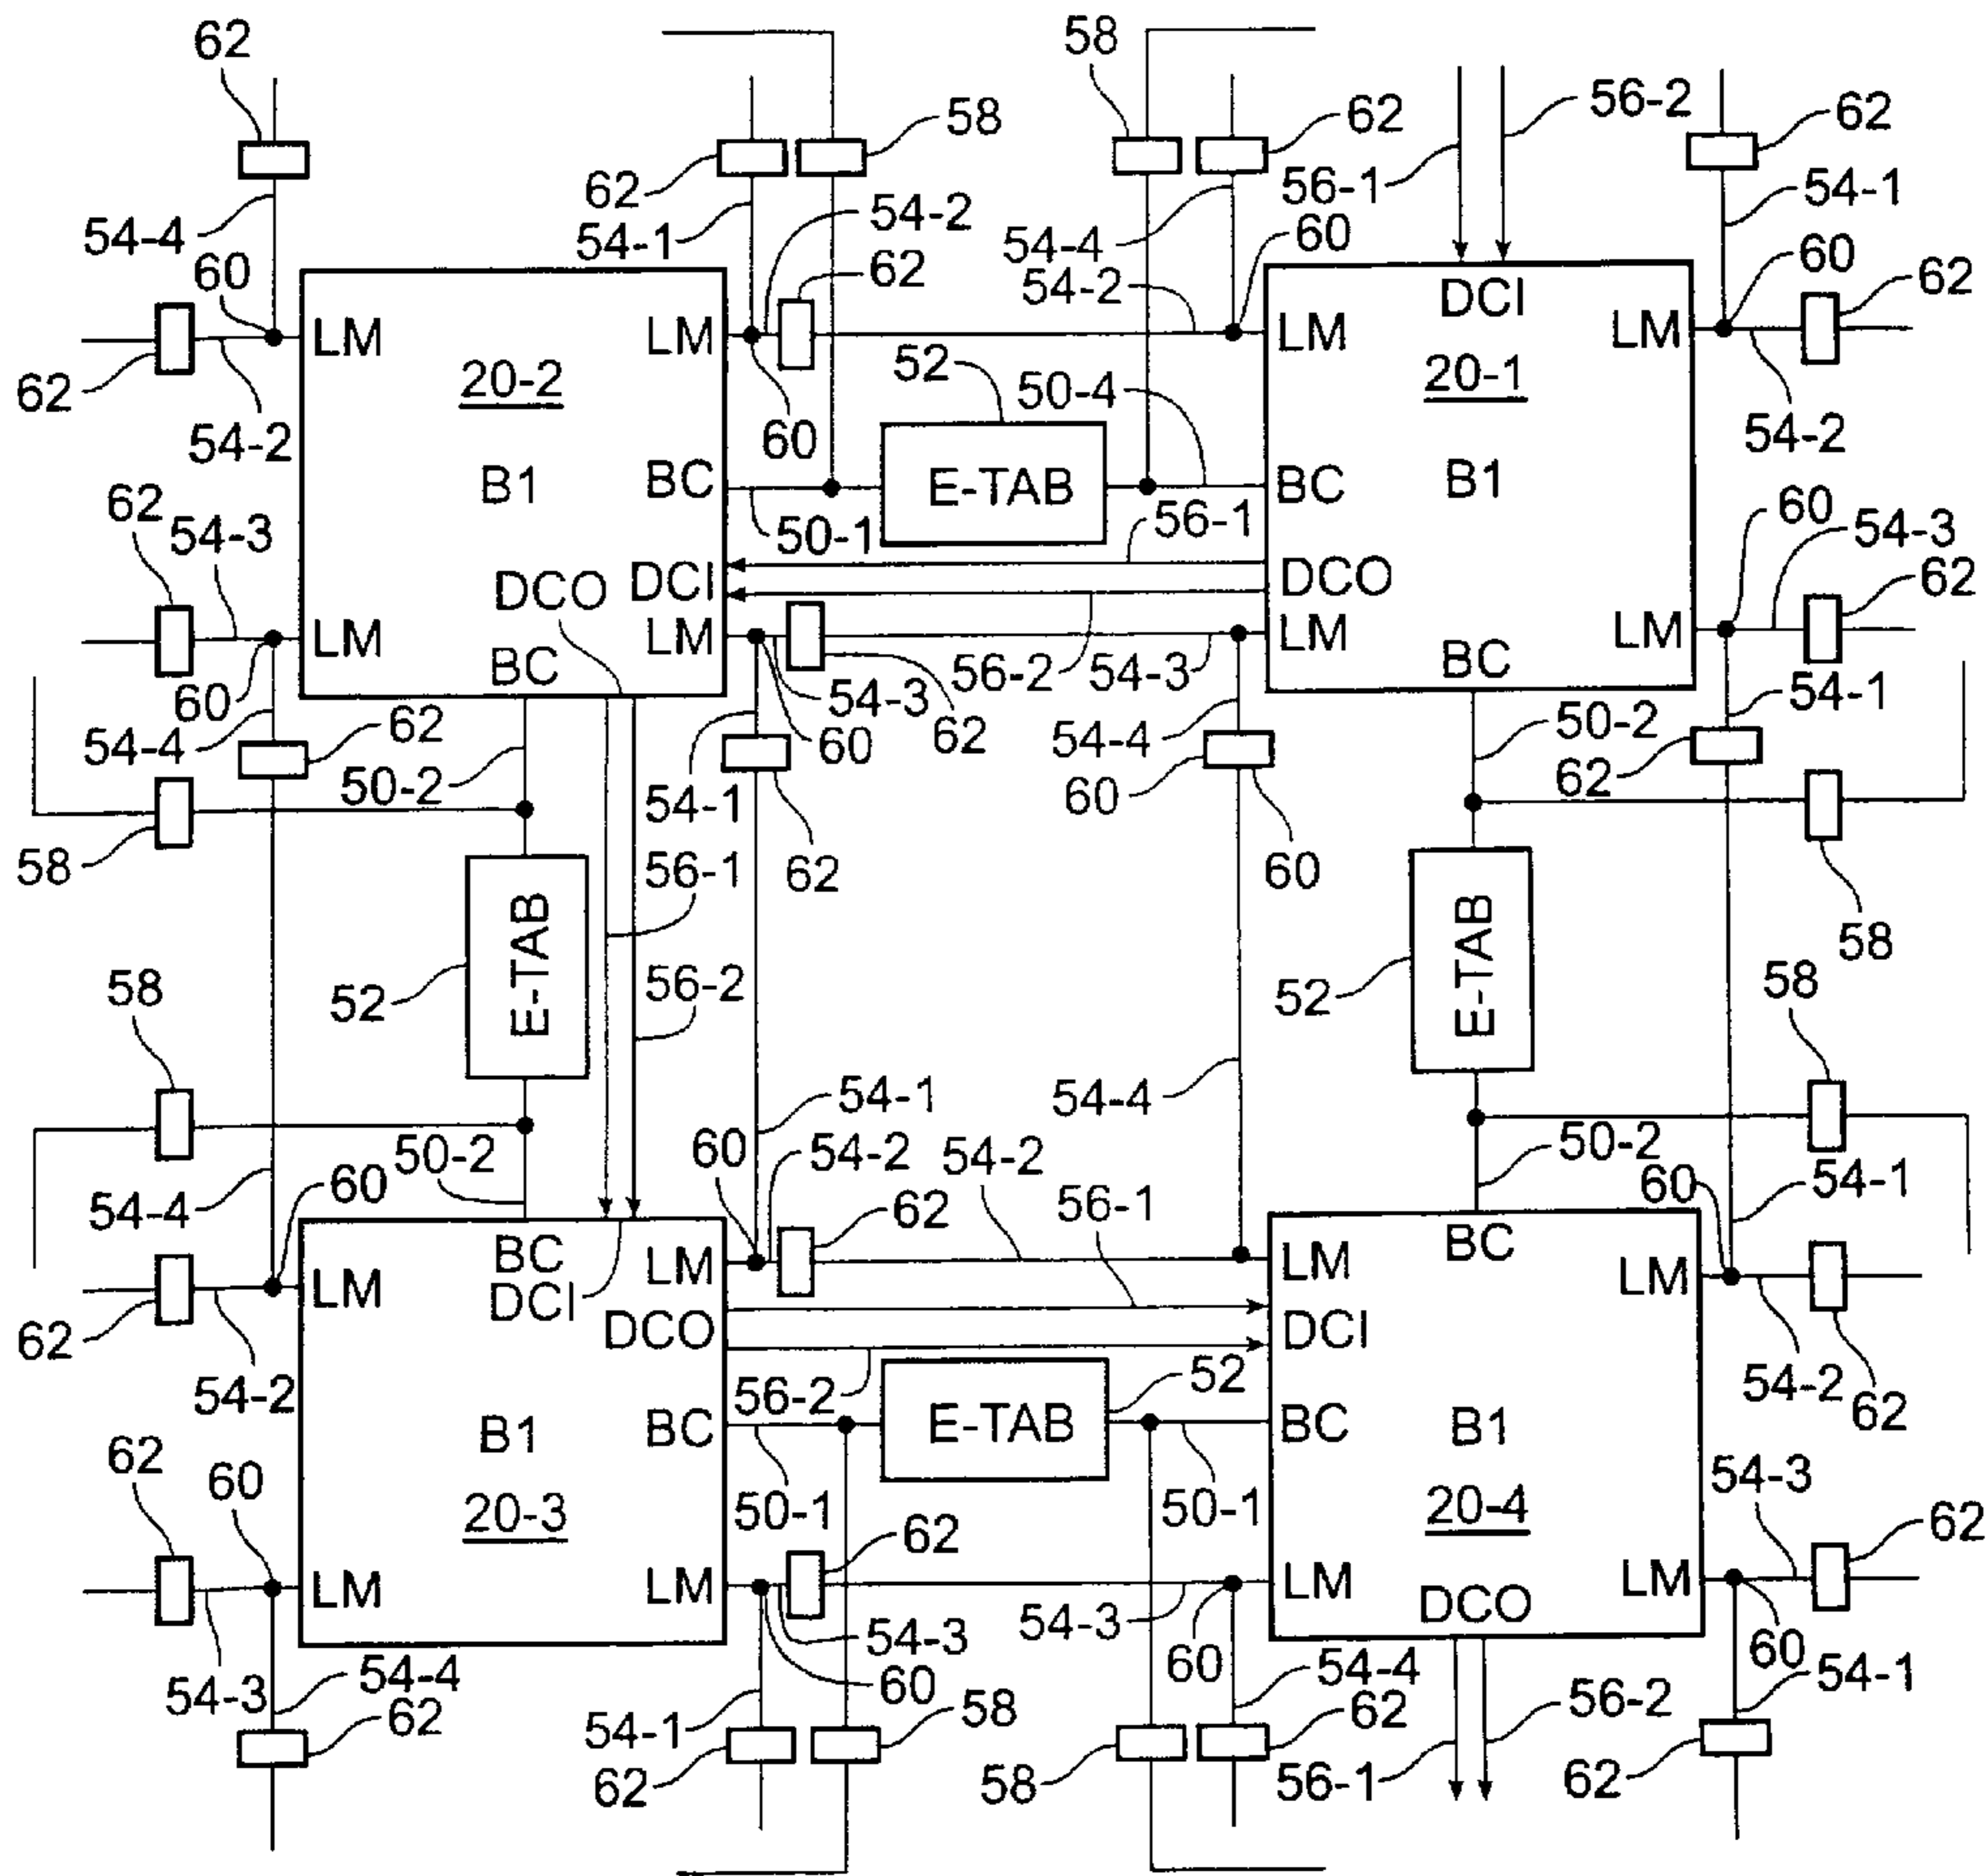 62 58
58 62 56-2 62
62 56-1
54-4 54-1 54-2 54-4 60 54-1
60 62 54-2 60 62
LM LM DCI
LM LM
62 20-2 52 50-4 20-1
54-2 60 54-2
62 54-3 B1 BC E-TAB BC B1 60 54-3
50-1 56-1
DCO DCI DCO 62
LM LM LM LM
60 BC 54-3 56-2 54-3 BC
54-4 62 60 62 54-4 50-2 54-1
50-2 54-1 60 62
58 62 60 58
56-1
E-TAB E-TAB
58 52 56-2 52 58
54-1 54-4
50-2 60 54-2 54-2 50-2
54-4 60 62 56-1 60 54-1
BC LM LM BC LM
62 LM DCI DCO DCI
54-2 56-2 52 54-2 62
62 B1 BC E-TAB BC B1 54-3
60 20-3 50-1 50-1 20-4 62
62
LM LM LM LM
DCO
54-3 54-4 54-3 54-3 60 54-4 60 54-1
62 60
54-1 58 62 56-2
62 58 56-1 62